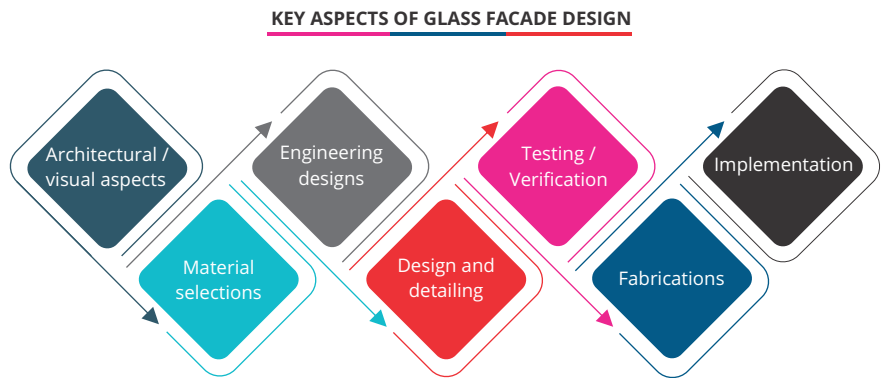 KEY ASPECTS OF GLASS FACADE DESIGN
Architectural /
visual aspects
Material
selections
Engineering
designs
Design and
detailing
Testing /
Verification
Fabrications
Implementation